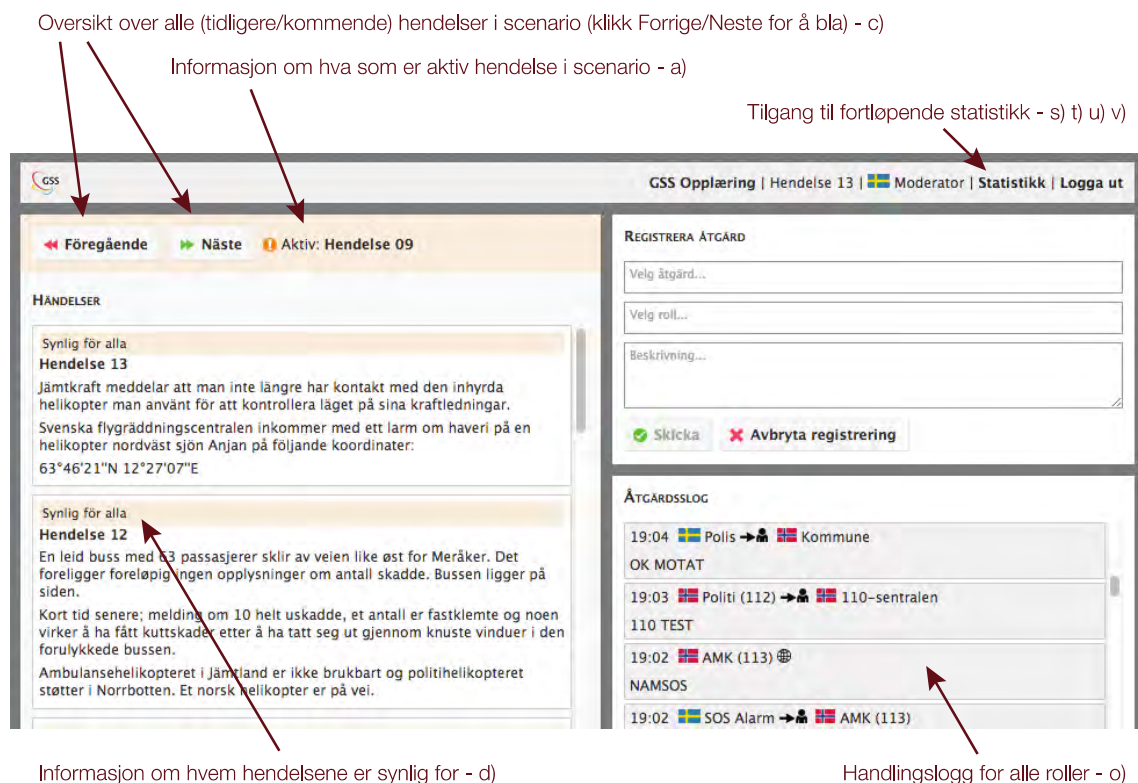 Oversikt over alle (tidligere/kommende) hendelser i scenario (klikk Forrige/Neste for å bla) - c)
Informasjon om hva som er aktiv hendelse i scenario - a)
Tilgang til fortløpende statistikk - s) t) u) v)
GSS
GSS Opplæring | Hendelse 13 | Moderator | Statistikk | Logga ut
Föregående Näste Aktiv: Hendelse 09
HÄNDELSER
Synlig för alla
Hendelse 13
Jämtkraft meddelar att man inte längre har kontakt med den inhyrda
helikopter man använt för att kontrollera läget på sina kraftledningar.
Svenska flygräddningscentralen inkommer med ett larm om haveri på en
helikopter nordväst sjön Anjan på följande koordinater:
63°46'21"N 12°27'07"E
Synlig för alla
Hendelse 12
En leid buss med 63 passasjerer sklir av veien like øst for Meråker. Det
foreligger foreløpig ingen opplysninger om antall skadde. Bussen ligger på
siden.
Kort tid senere; melding om 10 helt uskadde, et antall er fastklemte og noen
virker å ha fått kuttskader etter å ha tatt seg ut gjennom knuste vinduer i den
forulykkede bussen.
Ambulansehelikopteret i Jämtland er ikke brukbart og politihelikopteret
støtter i Norrbotten. Et norsk helikopter er på vei.
REGISTRERA ÅTGÄRD
Velg åtgärd...
Velg roll...
Beskrivning...
Skicka Avbryta registrering
ÅTGÄRDSSLOG
19:04 Polis Kommune
OK MOTAT
19:03 Politi (112) 110-sentralen
110 TEST
19:02 AMK (113)
NAMSOS
19:02 SOS Alarm AMK (113)
Informasjon om hvem hendelsene er synlig for - d)
Handlingslogg for alle roller - o)